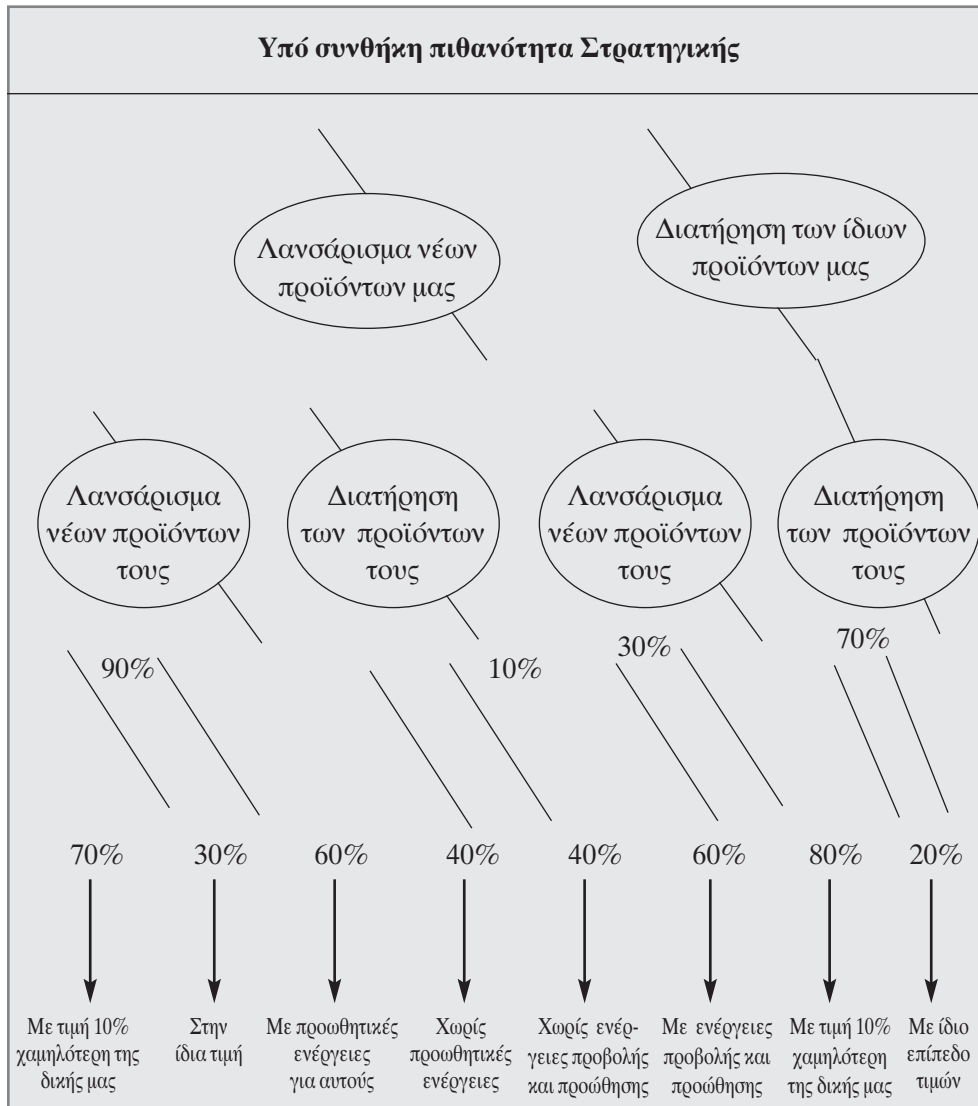 Υπό συνθήκη πιθανότητα Στρατηγικής
Λανσάρισμα νέων
προϊόντων μας
Διατήρηση των ίδιων
προϊόντων μας
Λανσάρισμα
νέων προϊόντων
τους
Διατήρηση
των προϊόντων
τους
Λανσάρισμα
νέων προϊόντων
τους
Διατήρηση
των προϊόντων
τους
90%
10%
30%
70%
70%
30%
60%
40%
40%
60%
80%
20%
Με τιμή 10%
χαμηλότερη της
δικής μας
Στην
ίδια τιμή
Με προωθητικές
ενέργειες
για αυτούς
Χωρίς
προωθητικές
ενέργειες
Χωρίς ενέρ-
γειες προβολής
και προώθησης
Με ενέργειες
προβολής και
προώθησης
Με τιμή 10%
χαμηλότερη
της δικής μας
Με ίδιο
επίπεδο
τιμών